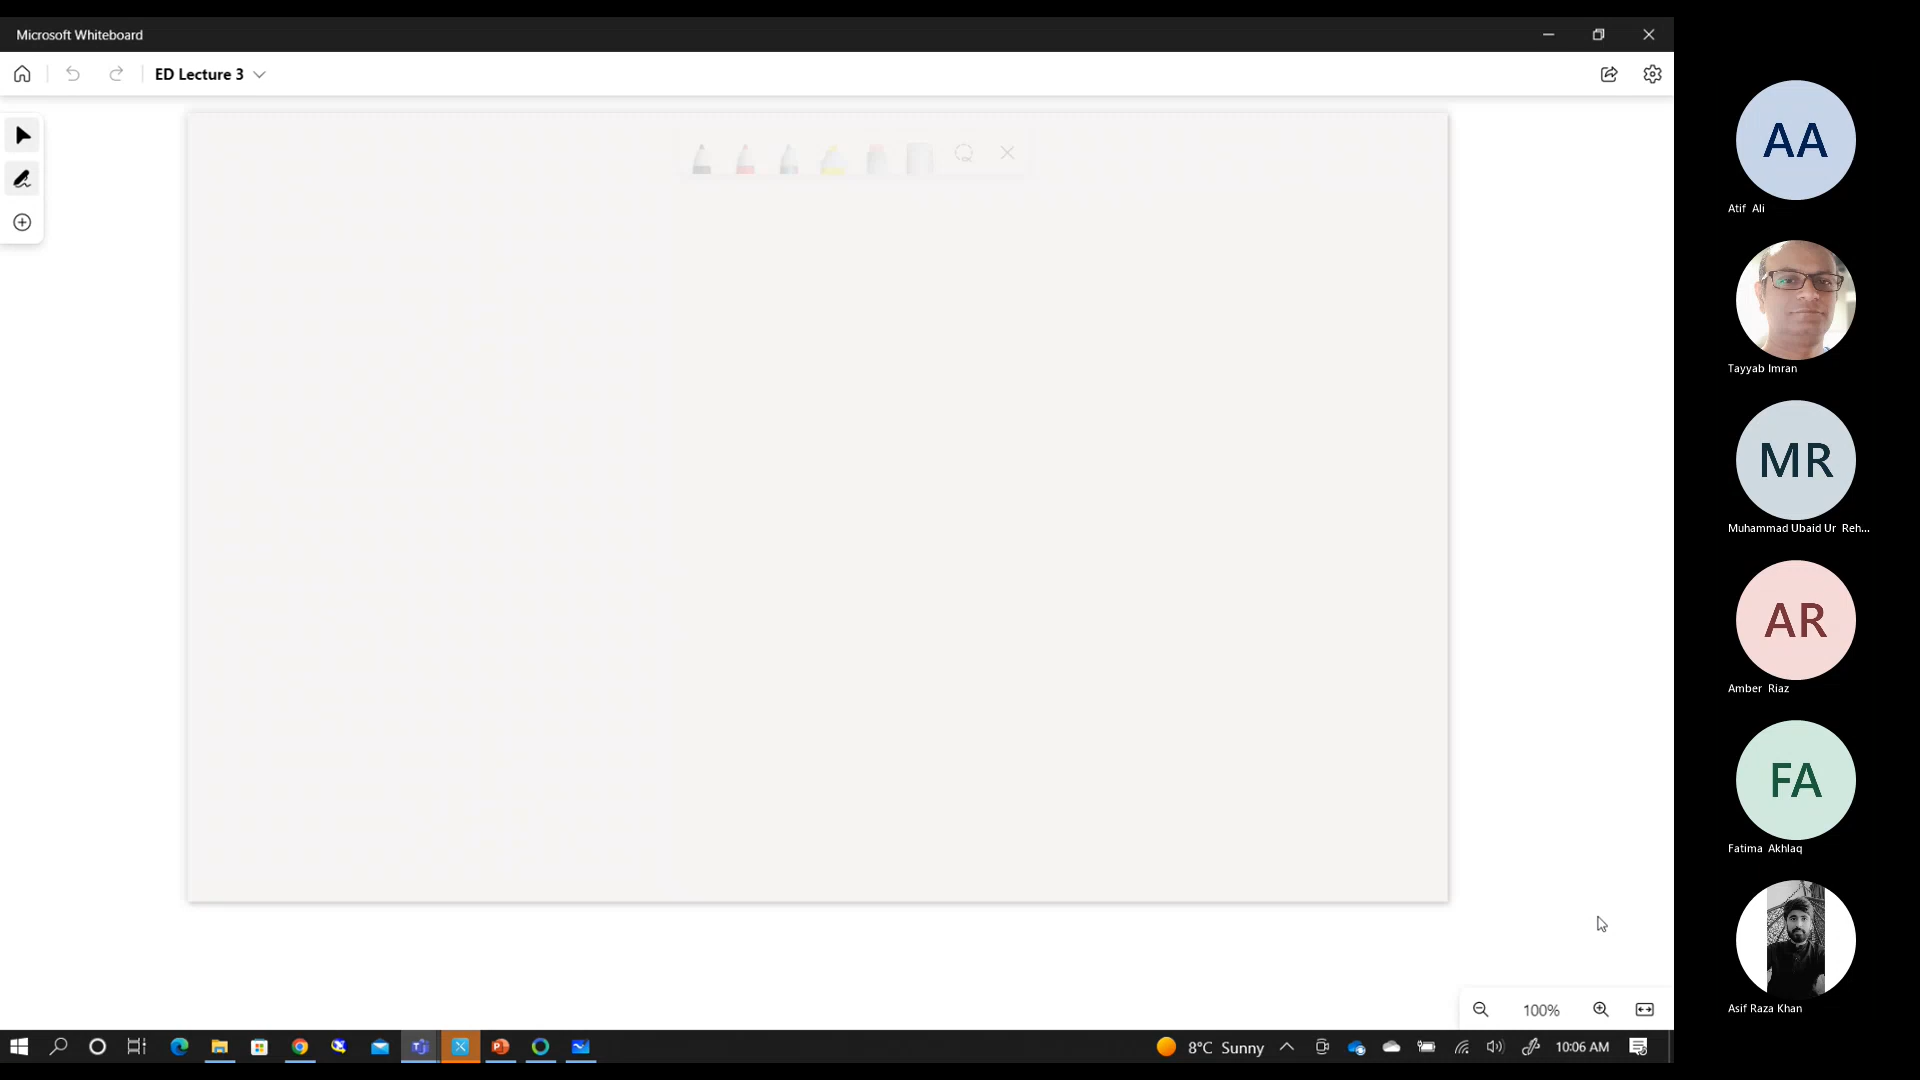 Microsoft Whiteboard
ED Lecture 3
AA
Atif Ali
Tayyab Imran
MR
Muhammad Ubaid Ur Reh...
AR
Amber Riaz
FA
Fatima Akhlaq
Asif Raza Khan
100%
8°C Sunny
10:06 AM